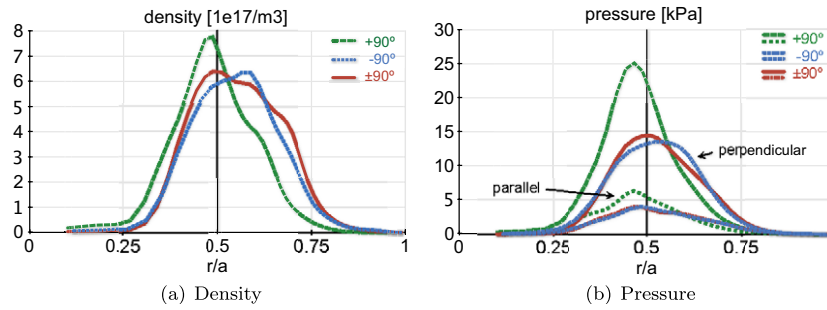 density [1e17/m3]
8
7
6
5
4
3
2
1
0
0
0.25
0.5
0.75
1
r/a
+90º
-90º
±90º
(a) Density
pressure [kPa]
30
25
20
15
10
5
0
0
0.25
0.5
0.75
r/a
+90º
-90º
±90º
perpendicular
parallel
(b) Pressure